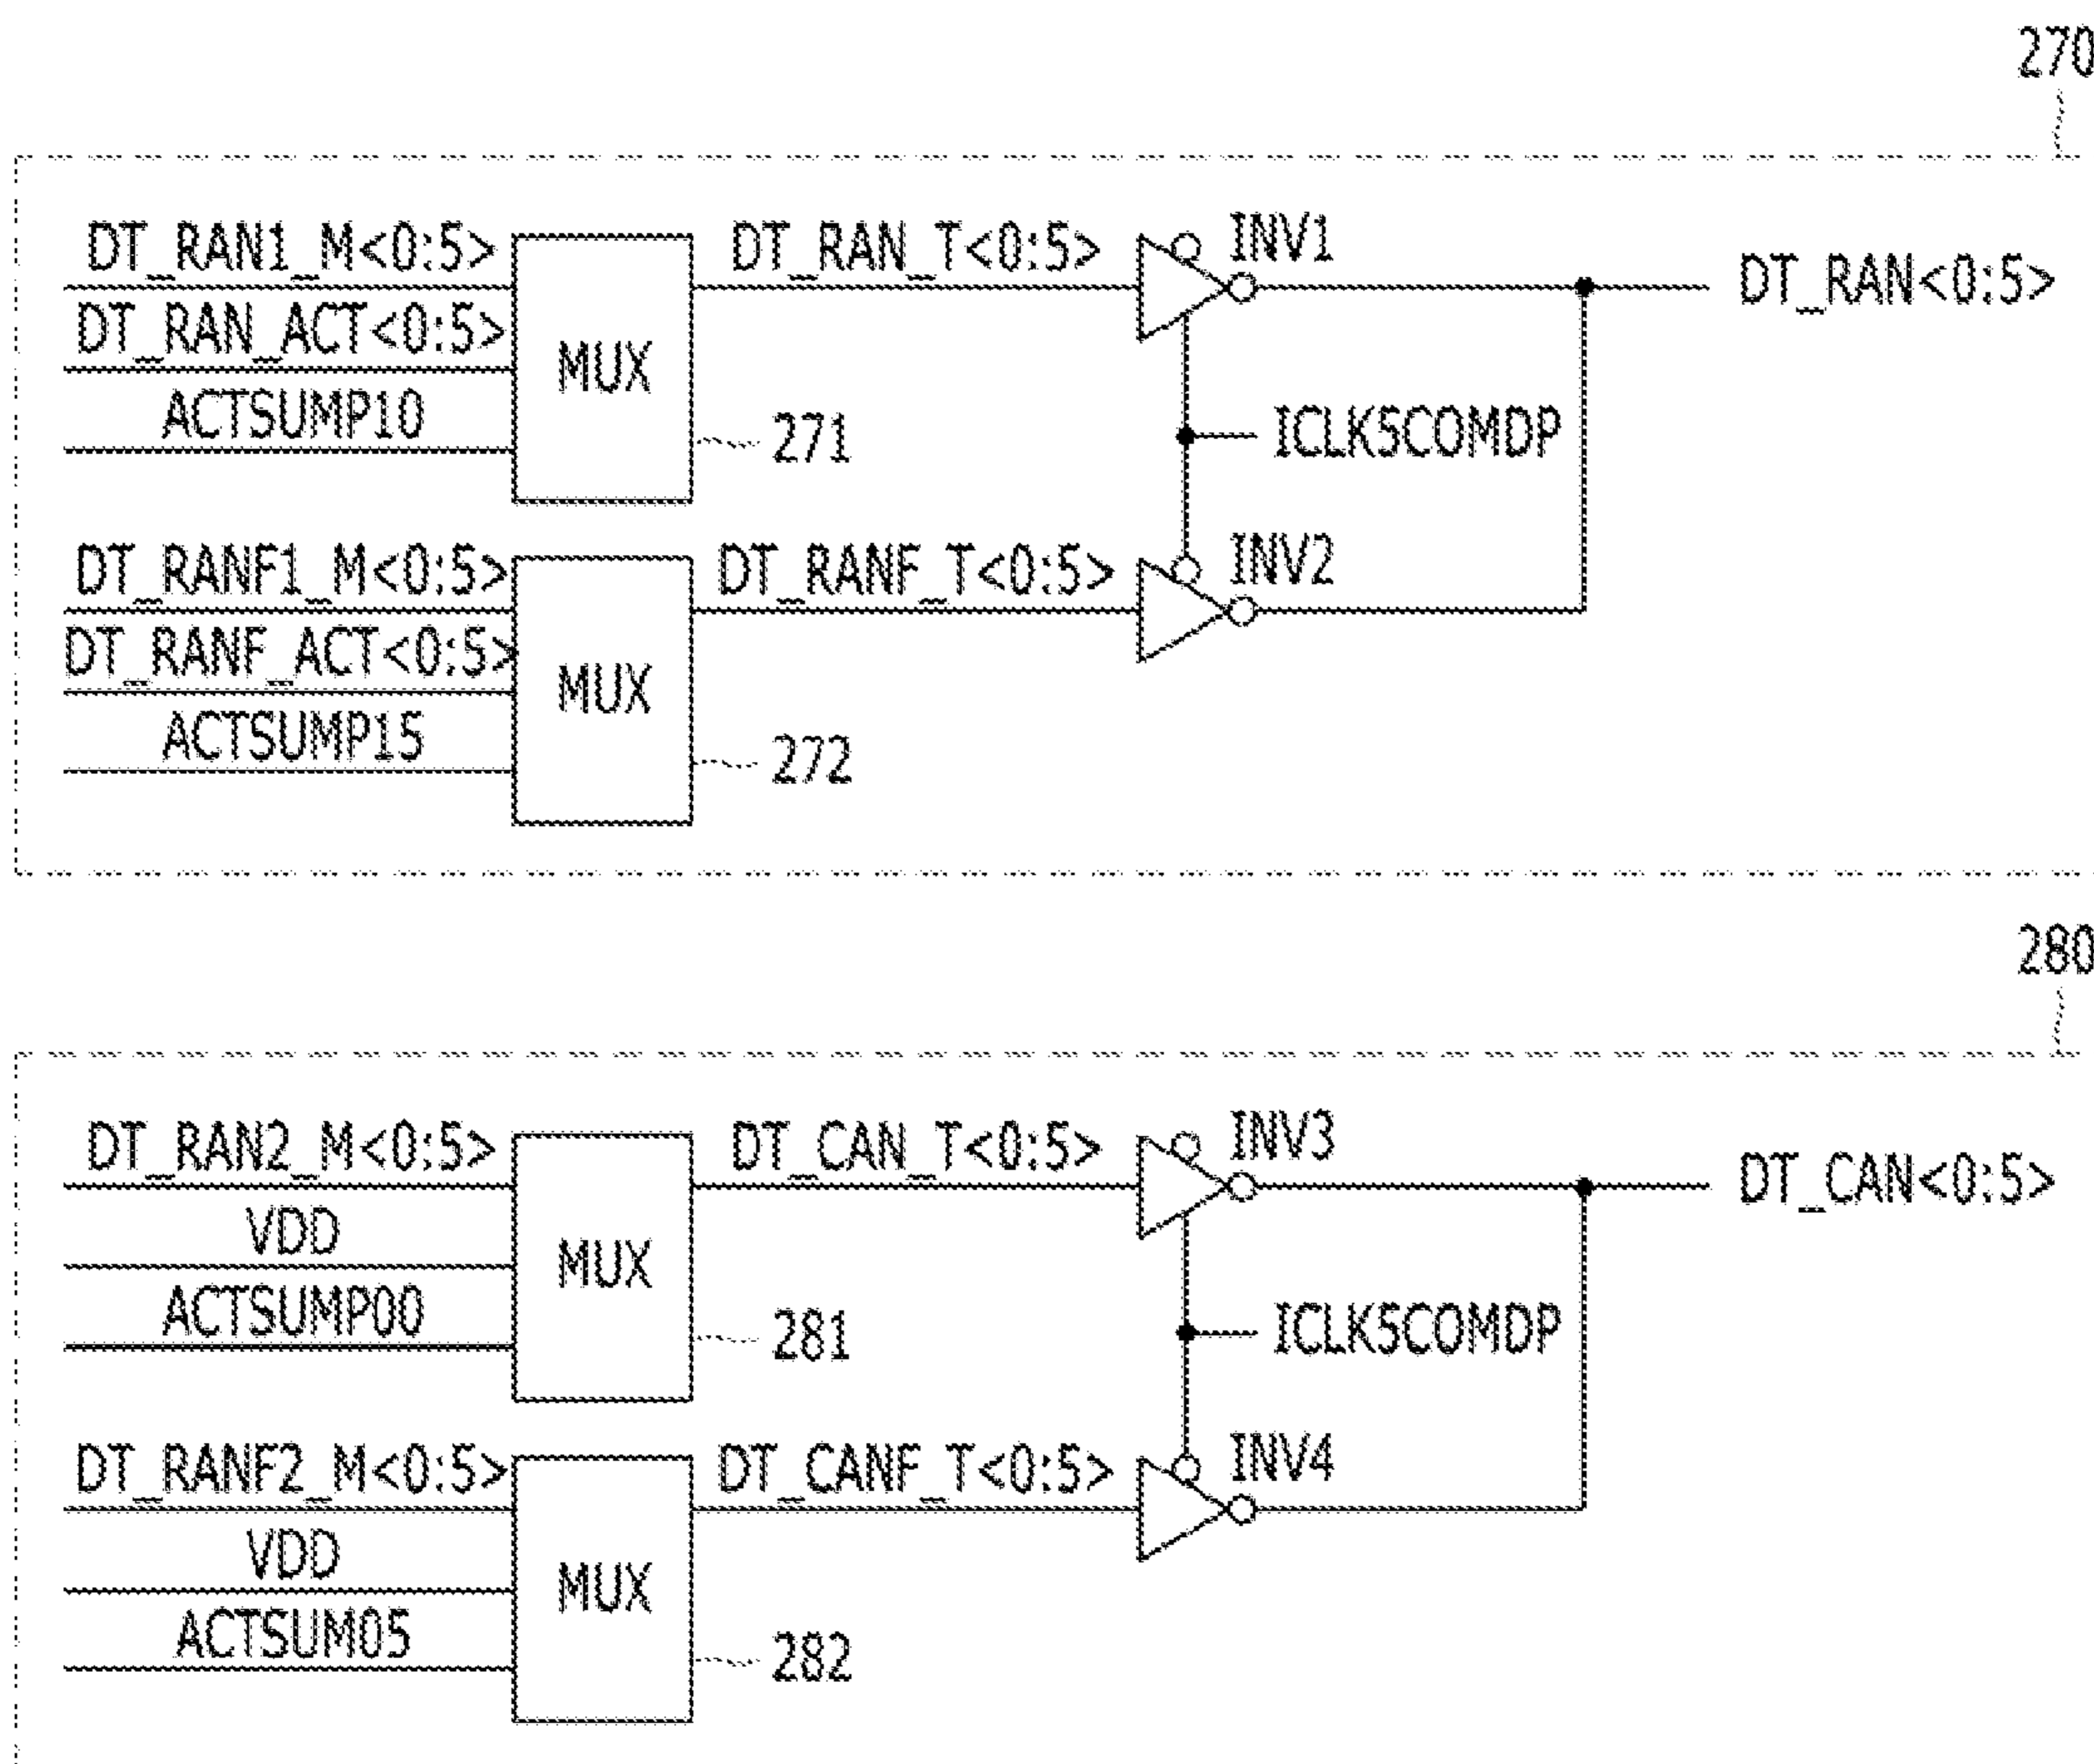 270
DT_RAN1_M<0:5>
DT_RAN_T<0:5>
INV1
DT_RAN<0:5>
DT_RAN_ACT<0:5>
MUX
ACTSUMP10
271
ICLK5COMDP
DT_RANF1_M<0:5>
DT_RANF_T<0:5>
INV2
DT_RANF_ACT<0:5>
MUX
ACTSUMP15
272
280
DT_RAN2_M<0:5>
DT_CAN_T<0:5>
INV3
DT_CAN<0:5>
VDD
MUX
ACTSUMP00
281
ICLK5COMDP
DT_RANF2_M<0:5>
DT_CANF_T<0:5>
INV4
VDD
MUX
ACTSUM05
282